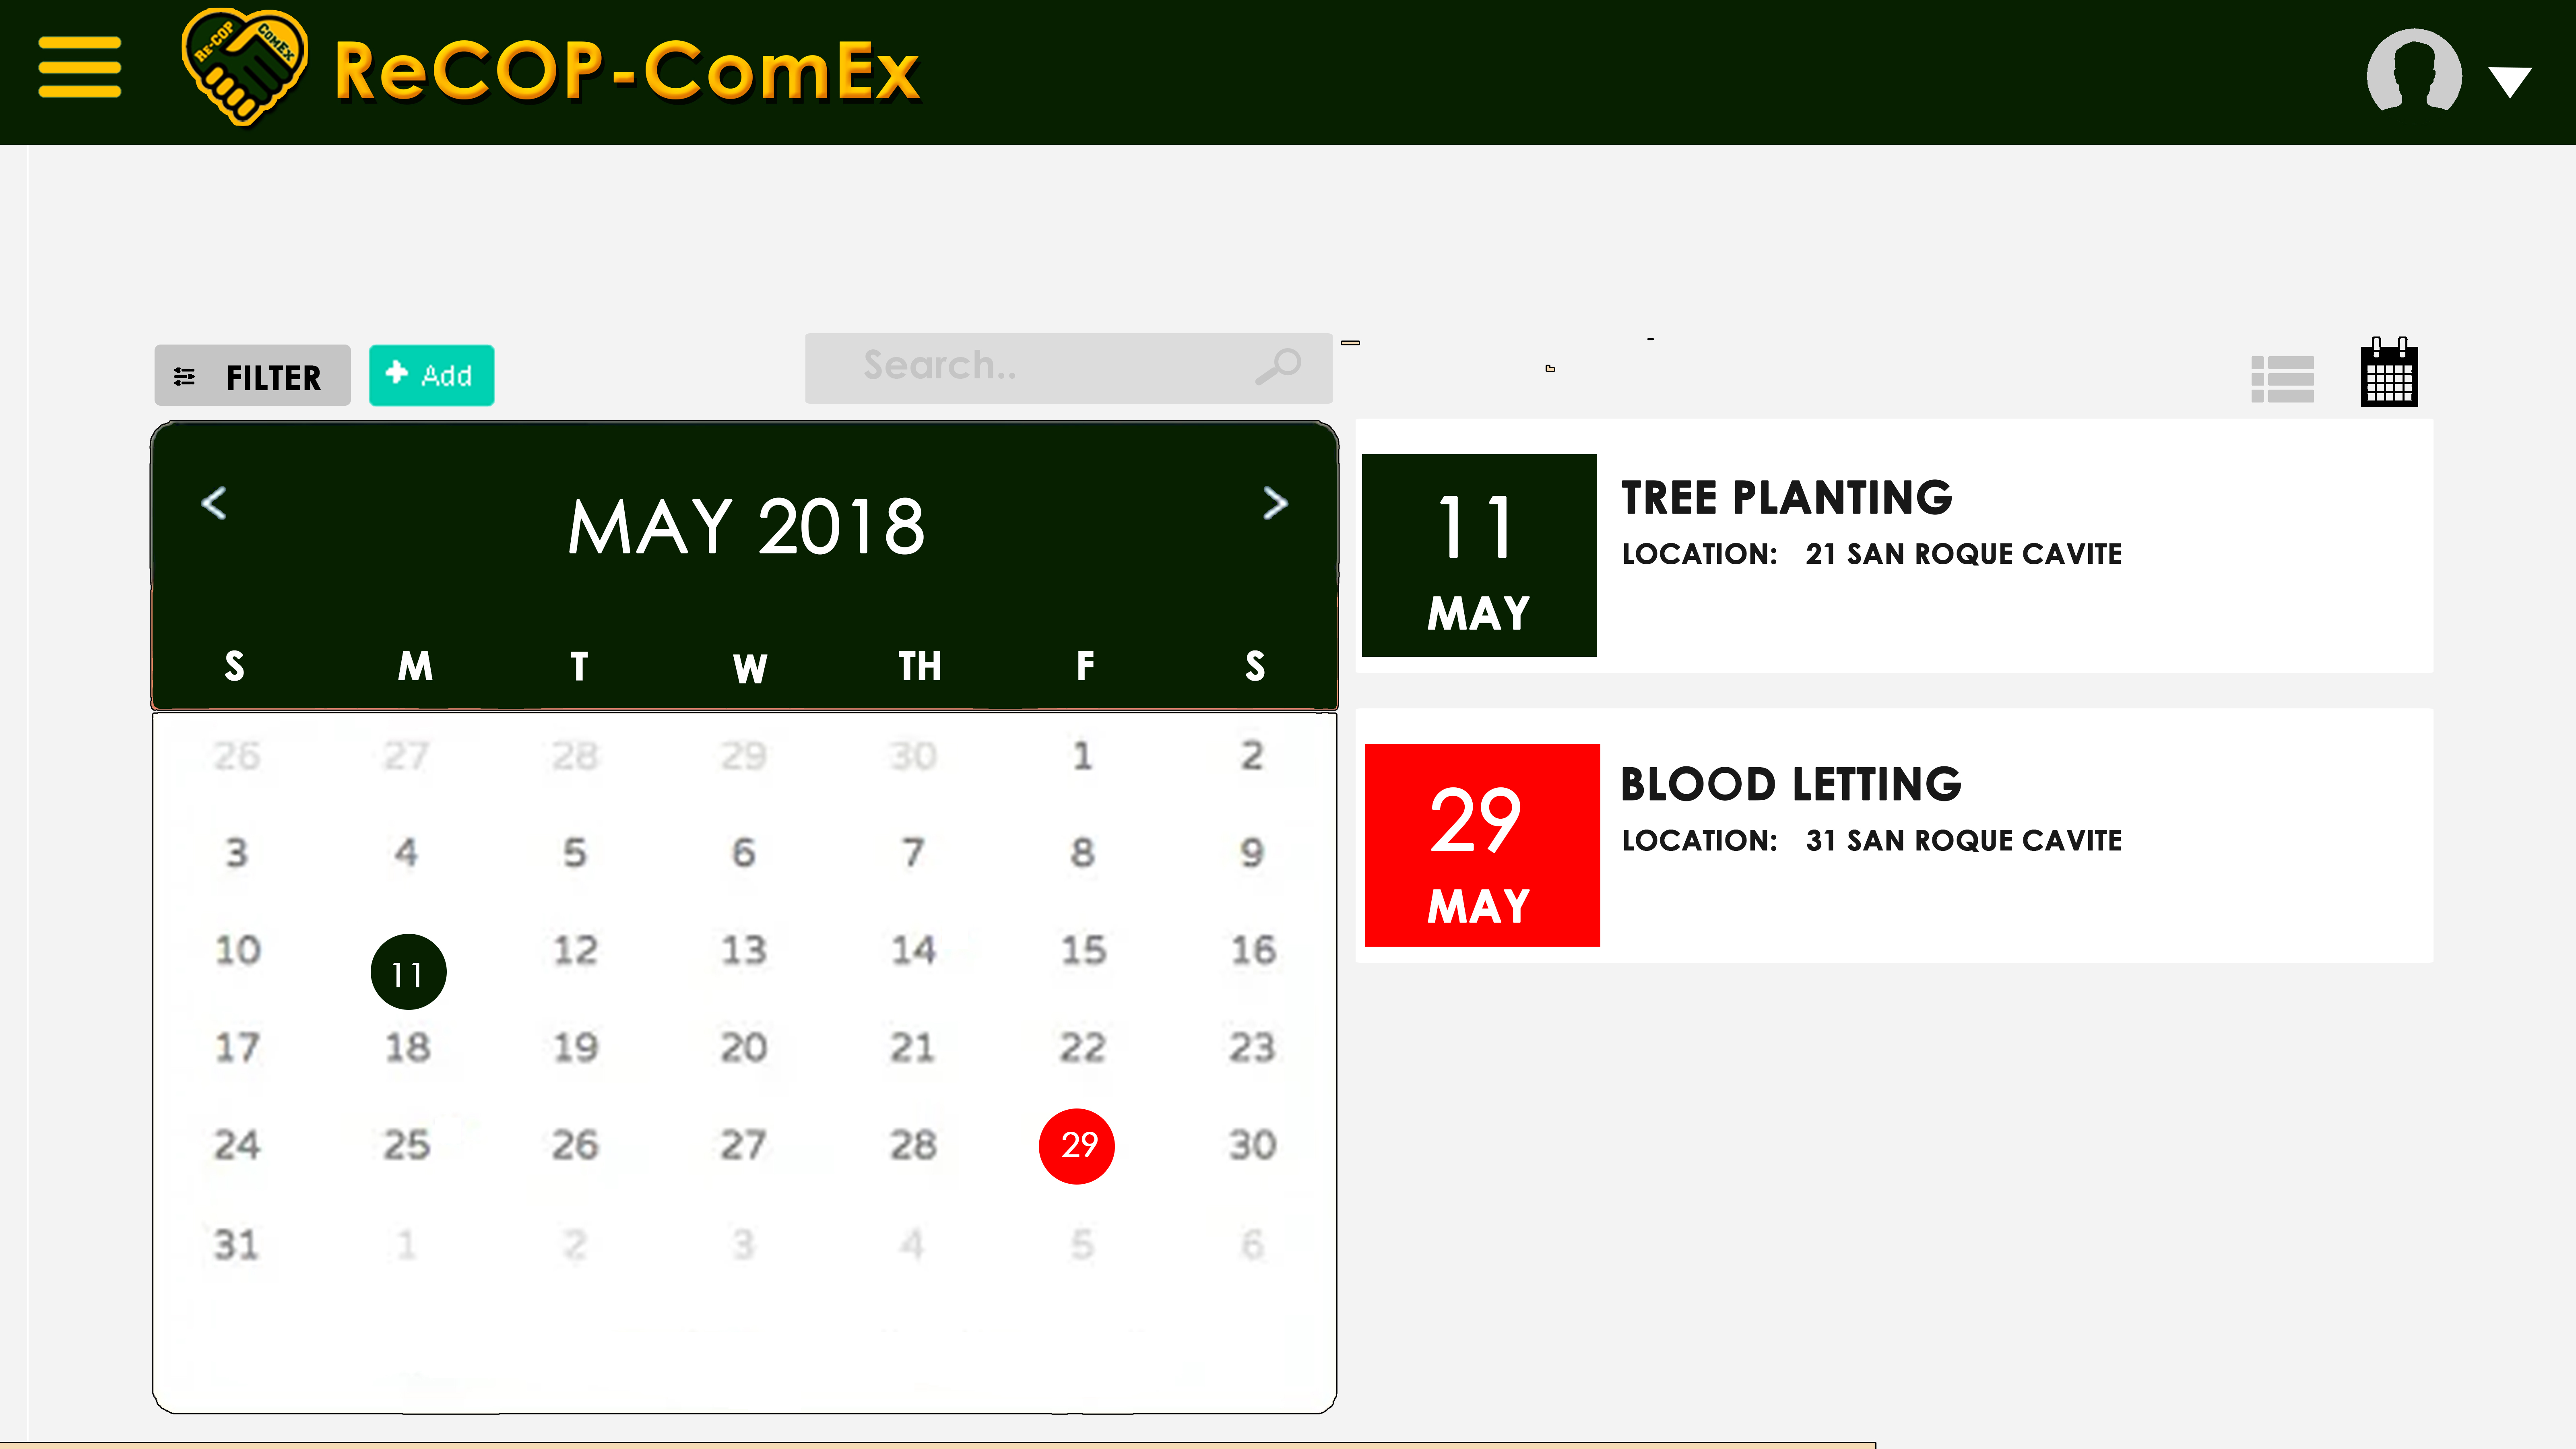 Re-COP ComEx
ReCOP-ComEx
FILTER
Add
Search..
< MAY 2018 >
S M T W TH F S
26 27 28 29 30 1 2
3 4 5 6 7 8 9
10 11 12 13 14 15 16
17 18 19 20 21 22 23
24 25 26 27 28 29 30
31 1 2 3 4 5 6
11
MAY
TREE PLANTING
LOCATION: 21 SAN ROQUE CAVITE
29
MAY
BLOOD LETTING
LOCATION: 31 SAN ROQUE CAVITE